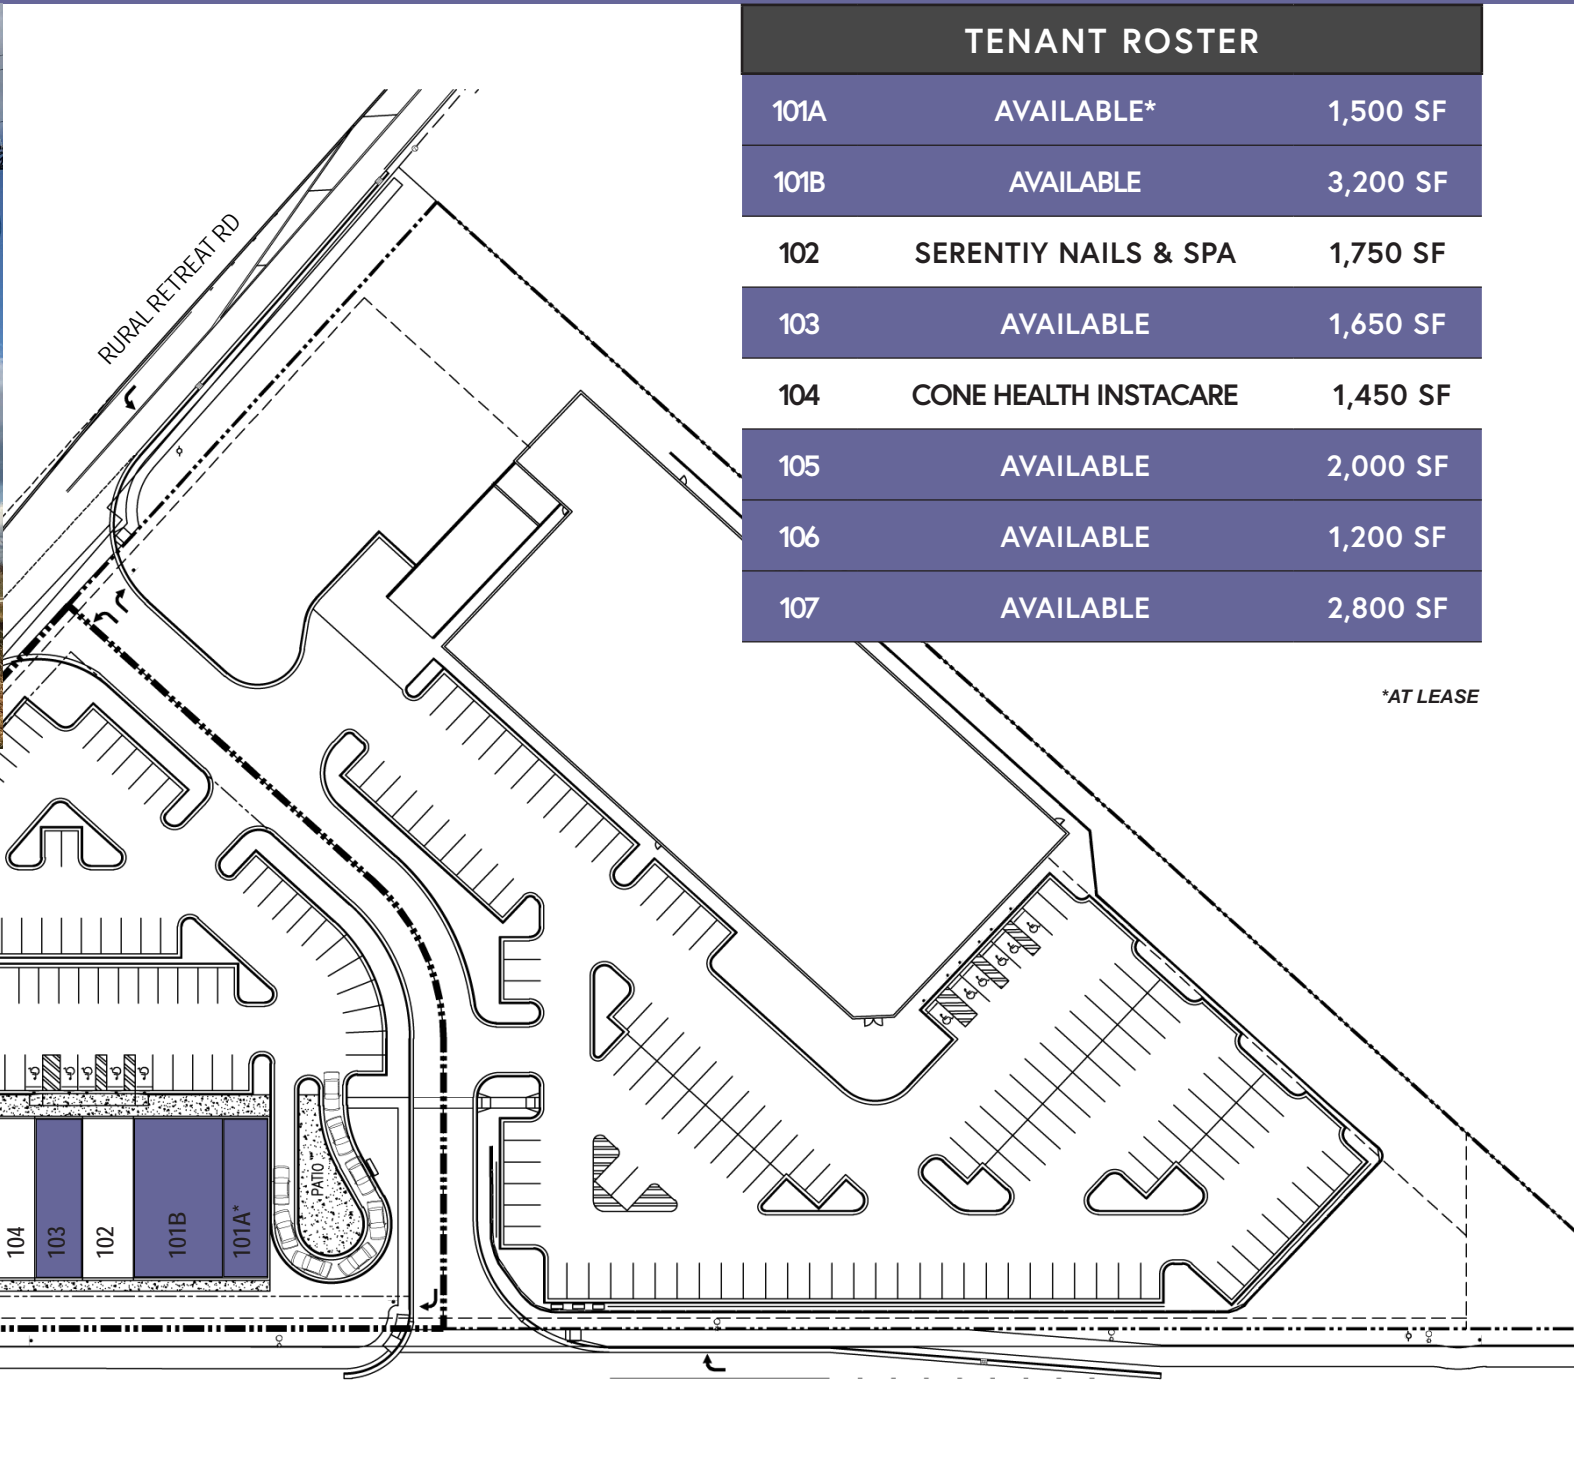 TENANT ROSTER
101A AVAILABLE* 1,500 SF
101B AVAILABLE 3,200 SF
102 SERENTIY NAILS & SPA 1,750 SF
103 AVAILABLE 1,650 SF
104 CONE HEALTH INSTACARE 1,450 SF
105 AVAILABLE 2,000 SF
106 AVAILABLE 1,200 SF
107 AVAILABLE 2,800 SF
*AT LEASE
RURAL RETREAT RD
104
103
102
101B
101A*
PATIO